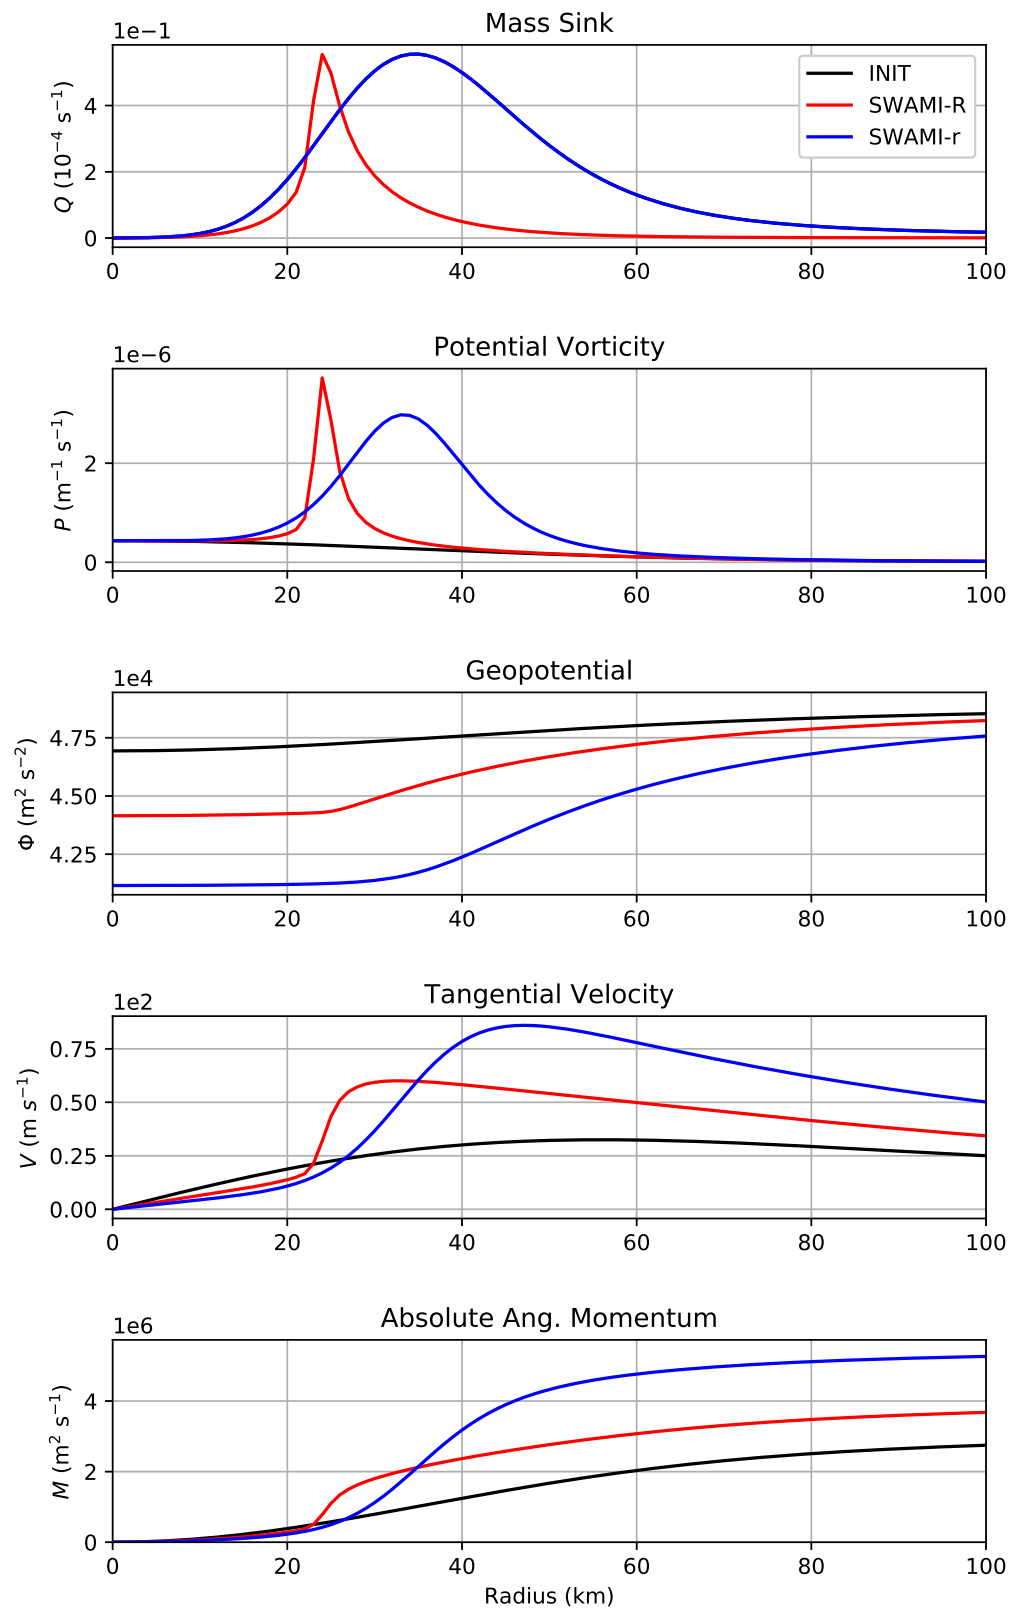 Mass Sink
1e−1
Q (10⁻⁴ s⁻¹)
4
2
0
INIT
SWAMI-R
SWAMI-r
0 20 40 60 80 100
Potential Vorticity
1e−6
P (m⁻¹ s⁻¹)
2
0
0 20 40 60 80 100
Geopotential
1e4
Φ (m² s⁻²)
4.75
4.50
4.25
0 20 40 60 80 100
Tangential Velocity
1e2
V (m s⁻¹)
0.75
0.50
0.25
0.00
0 20 40 60 80 100
Absolute Ang. Momentum
1e6
M (m² s⁻¹)
4
2
0
0 20 40 60 80 100
Radius (km)